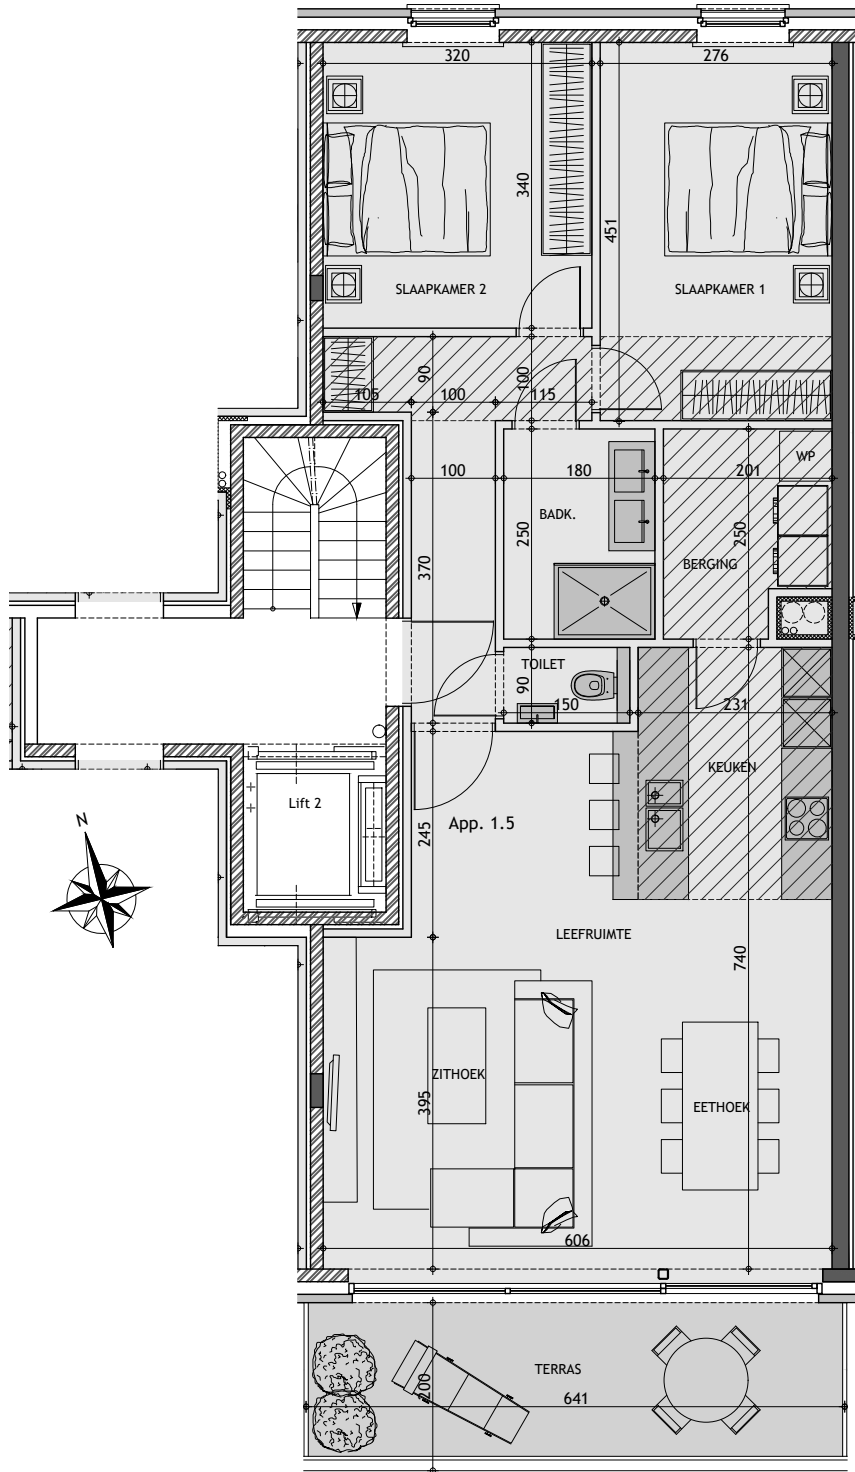 320
276
340
451
SLAAPKAMER 2
SLAAPKAMER 1
90
100
105
100
115
WP
100
180
201
BADK.
250
250
370
BERGING
TOILET
90
150
231
KEUKEN
Lift 2
App. 1.5
245
N
LEEFRUIMTE
740
ZITHOEK
395
EETHOEK
606
TERRAS
200
641